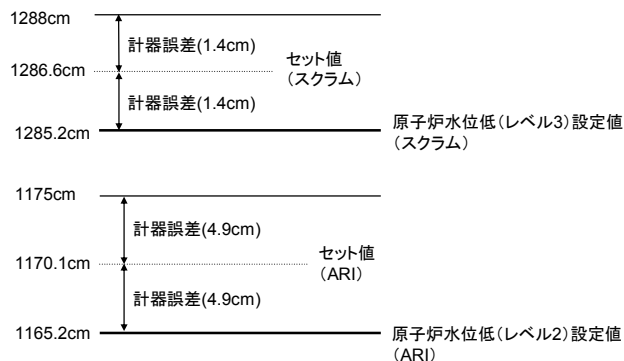 1288cm
計器誤差(1.4cm)
1286.6cm
セット値
（スクラム）
計器誤差(1.4cm)
1285.2cm
原子炉水位低（レベル3）設定値
（スクラム）
1175cm
計器誤差(4.9cm)
1170.1cm
セット値
（ARI）
計器誤差(4.9cm)
1165.2cm
原子炉水位低（レベル2）設定値
（ARI）